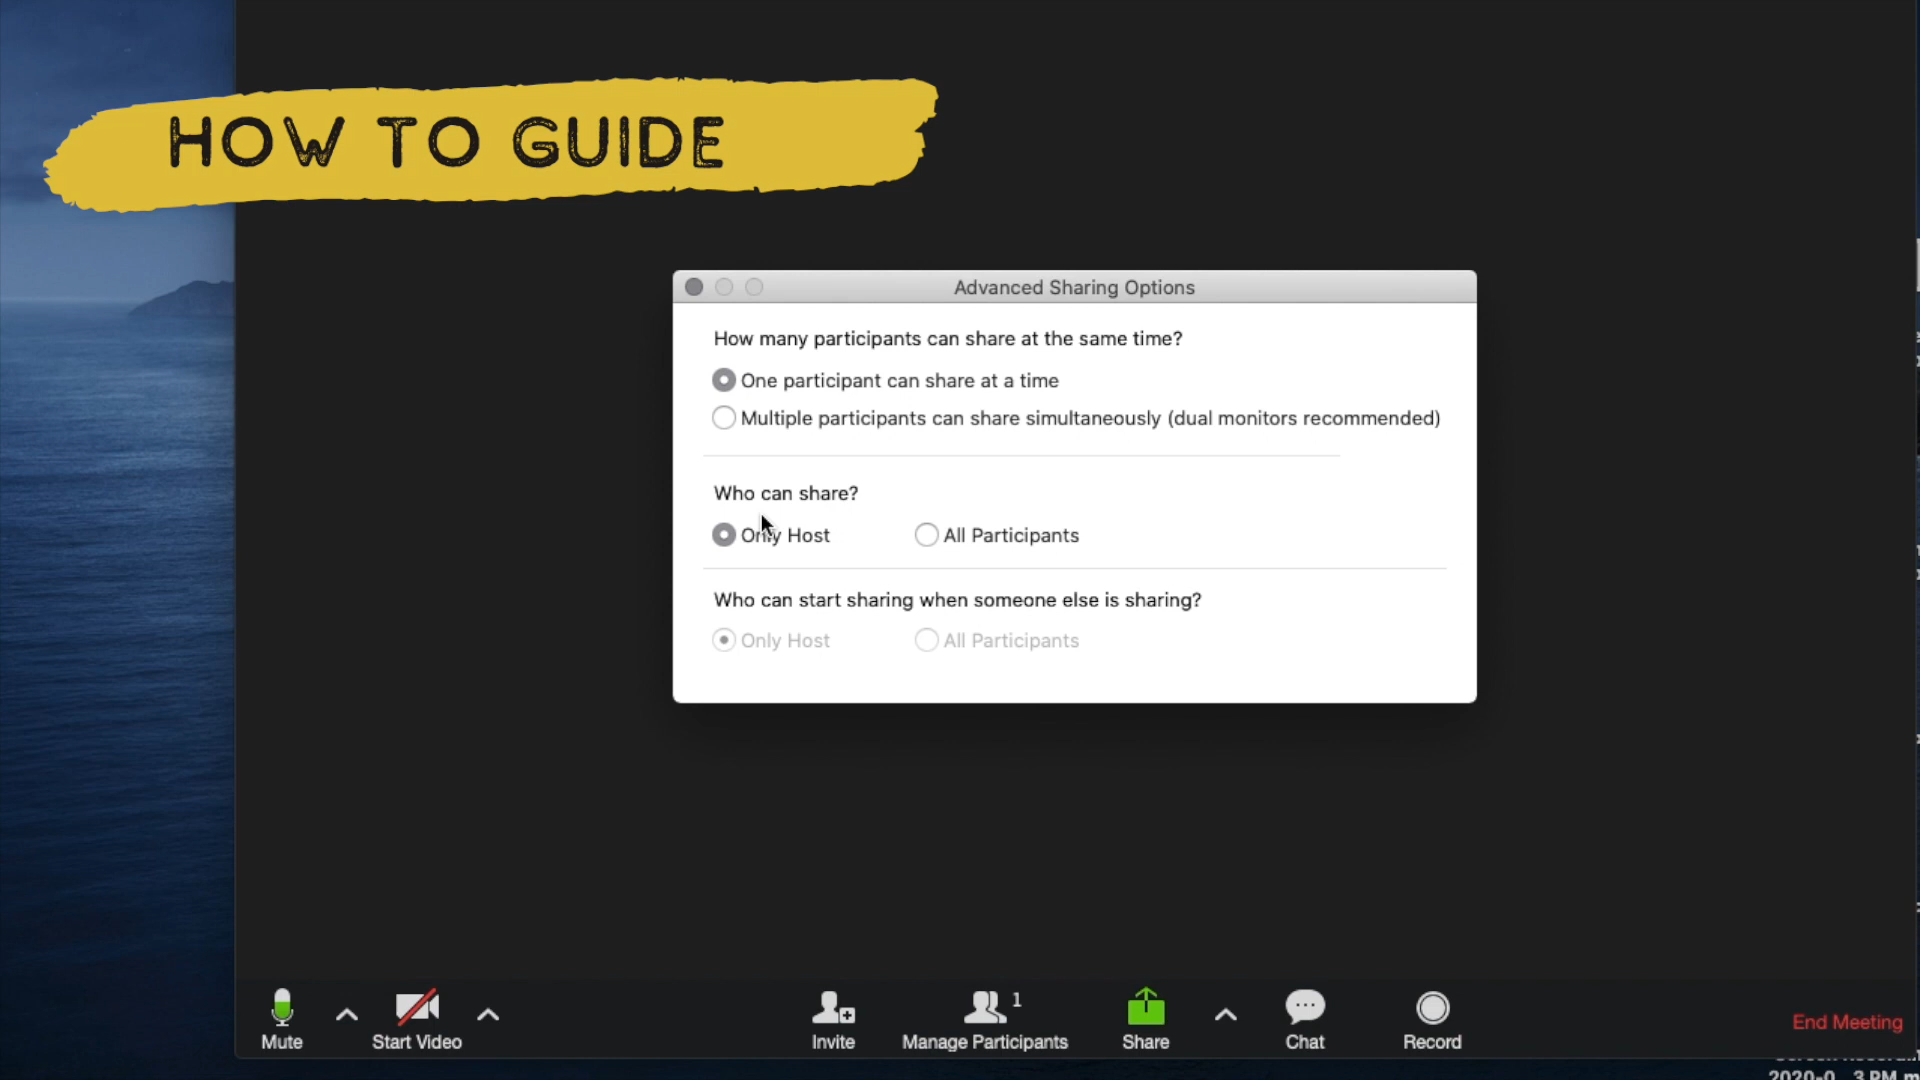 HOW TO GUIDE
Advanced Sharing Options
How many participants can share at the same time?
One participant can share at a time
Multiple participants can share simultaneously (dual monitors recommended)
Who can share?
Only Host
All Participants
Who can start sharing when someone else is sharing?
Only Host
All Participants
1
Mute
Start Video
Invite
Manage Participants
Share
Chat
Record
End Meeting